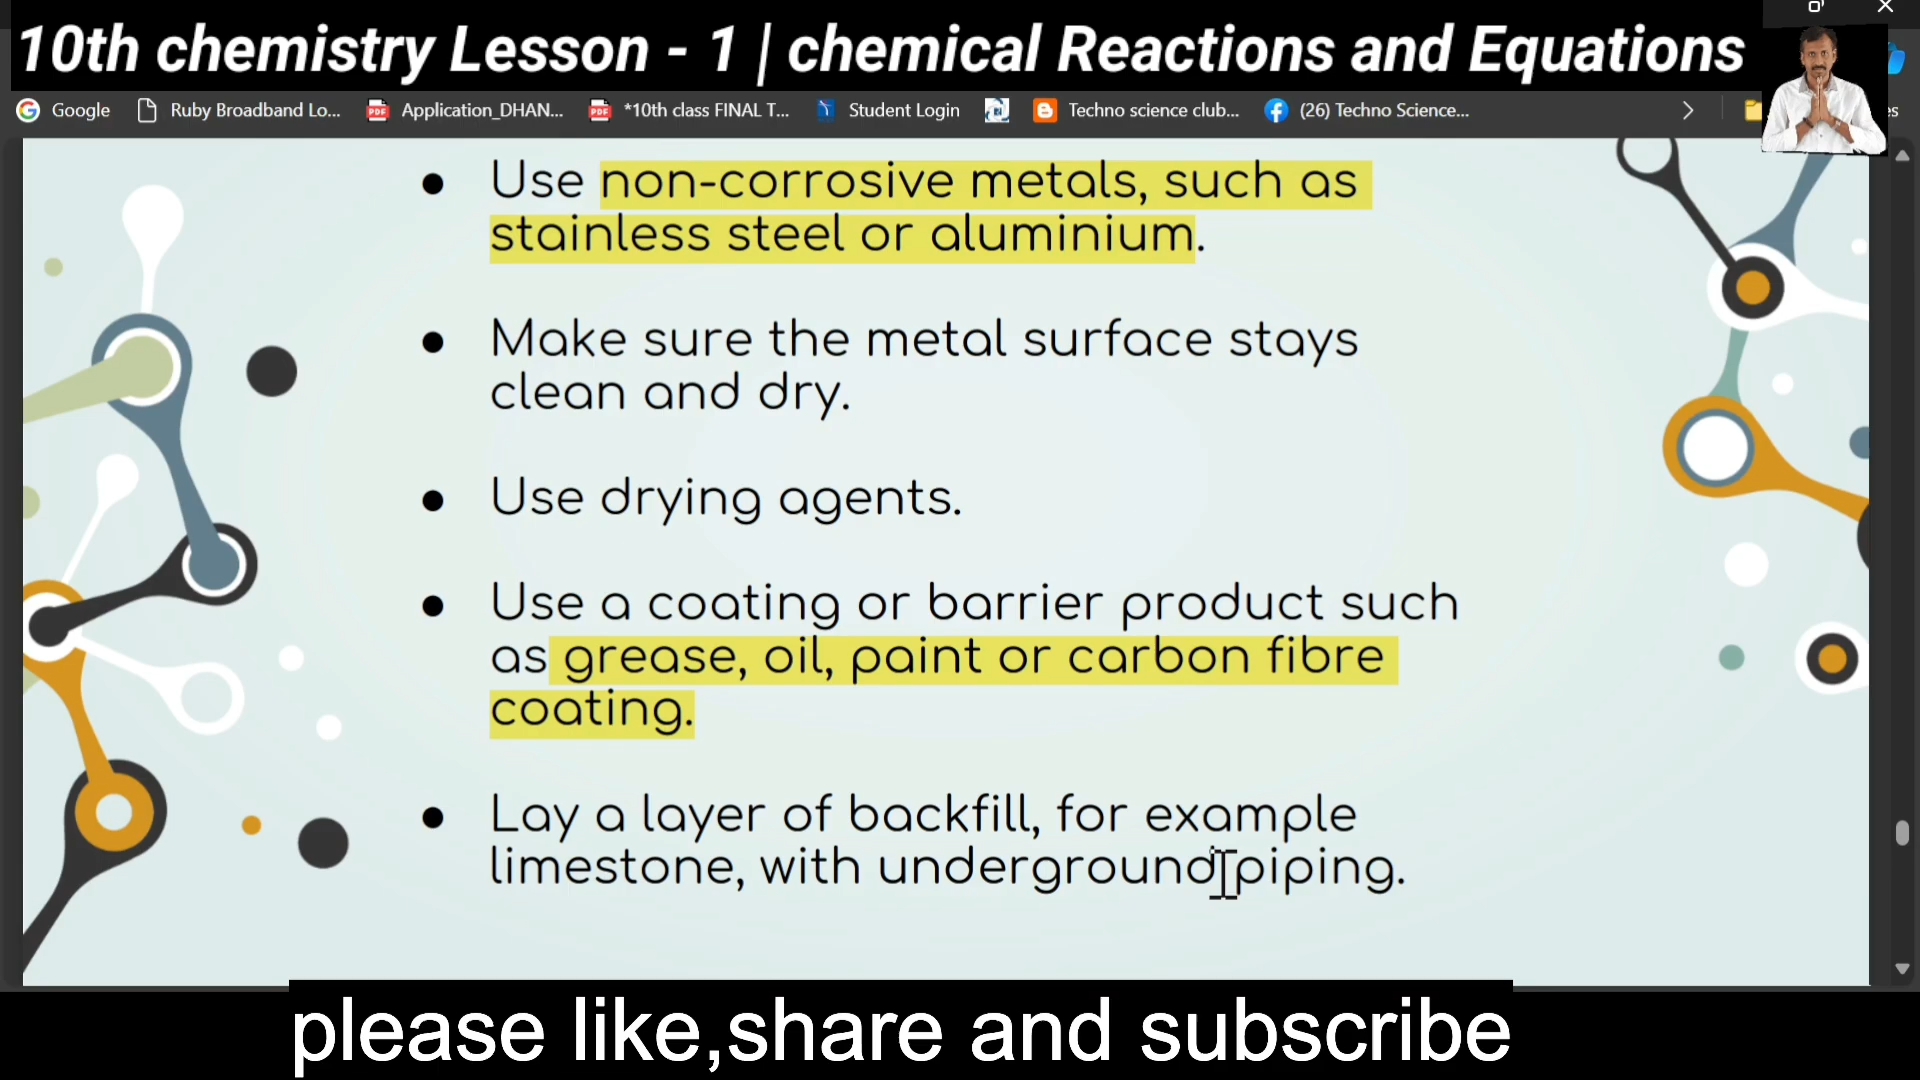 10th chemistry Lesson - 1 | chemical Reactions and Equations
Google Ruby Broadband Lo... Application_DHAN... *10th class FINAL T... Student Login Techno science club... (26) Techno Science...
• Use non-corrosive metals, such as
stainless steel or aluminium.
• Make sure the metal surface stays
clean and dry.
• Use drying agents.
• Use a coating or barrier product such
as grease, oil, paint or carbon fibre
coating.
• Lay a layer of backfill, for example
limestone, with underground piping.
please like,share and subscribe